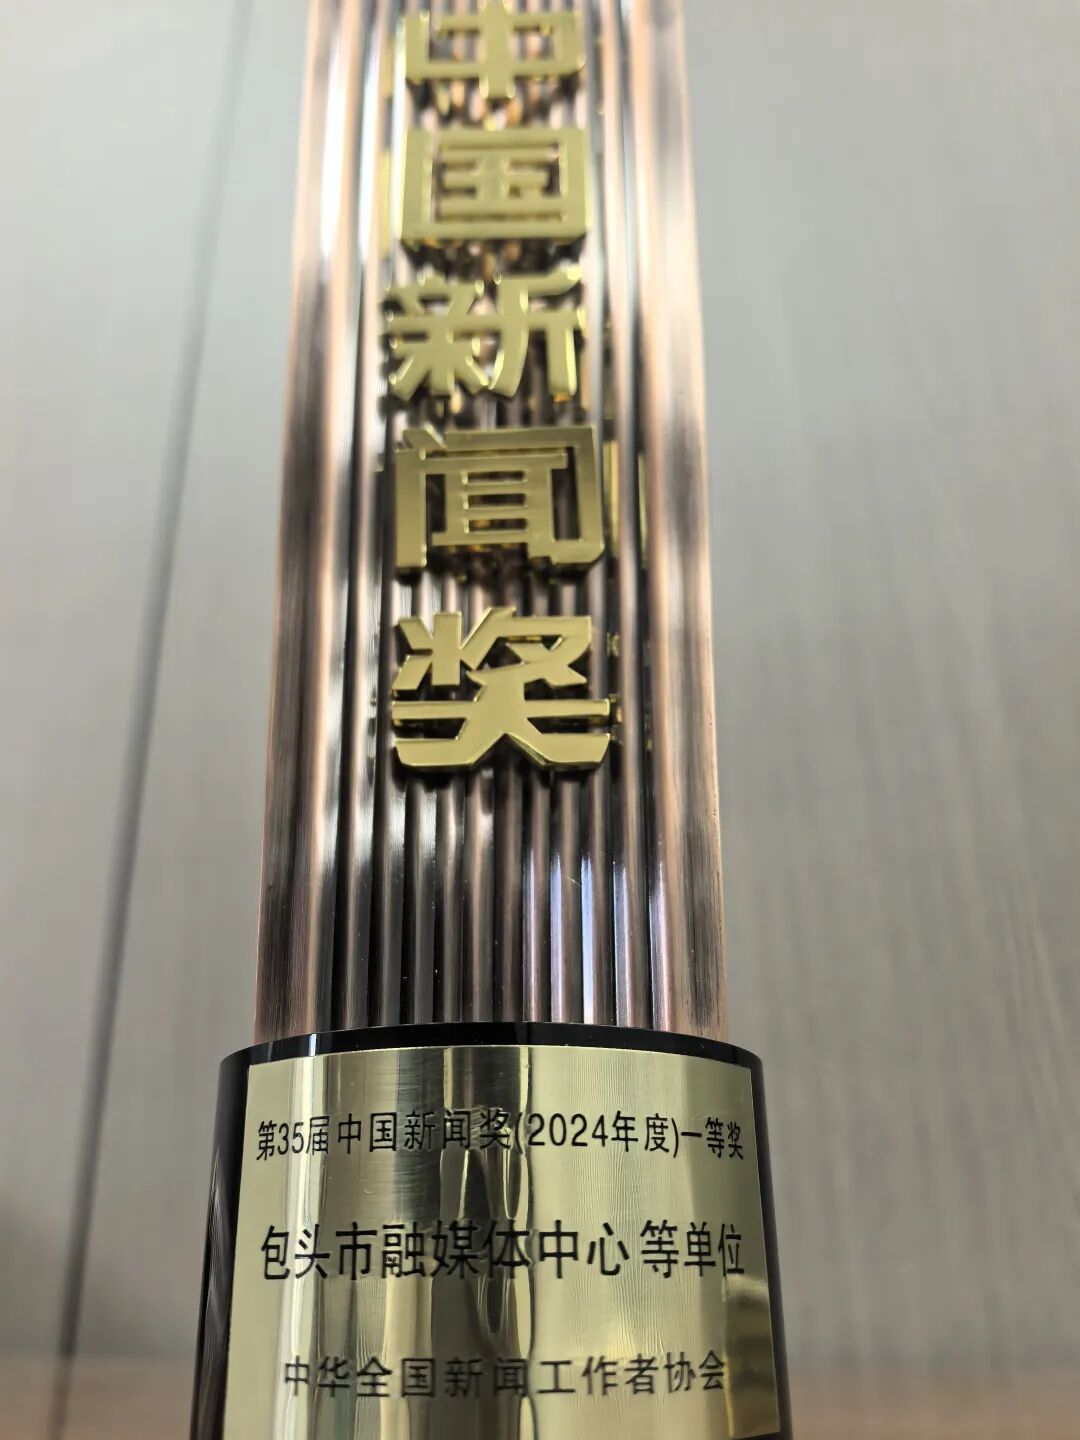 中国新闻奖
第35届中国新闻奖(2024年度)一等奖
包头市融媒体中心等单位
中华全国新闻工作者协会